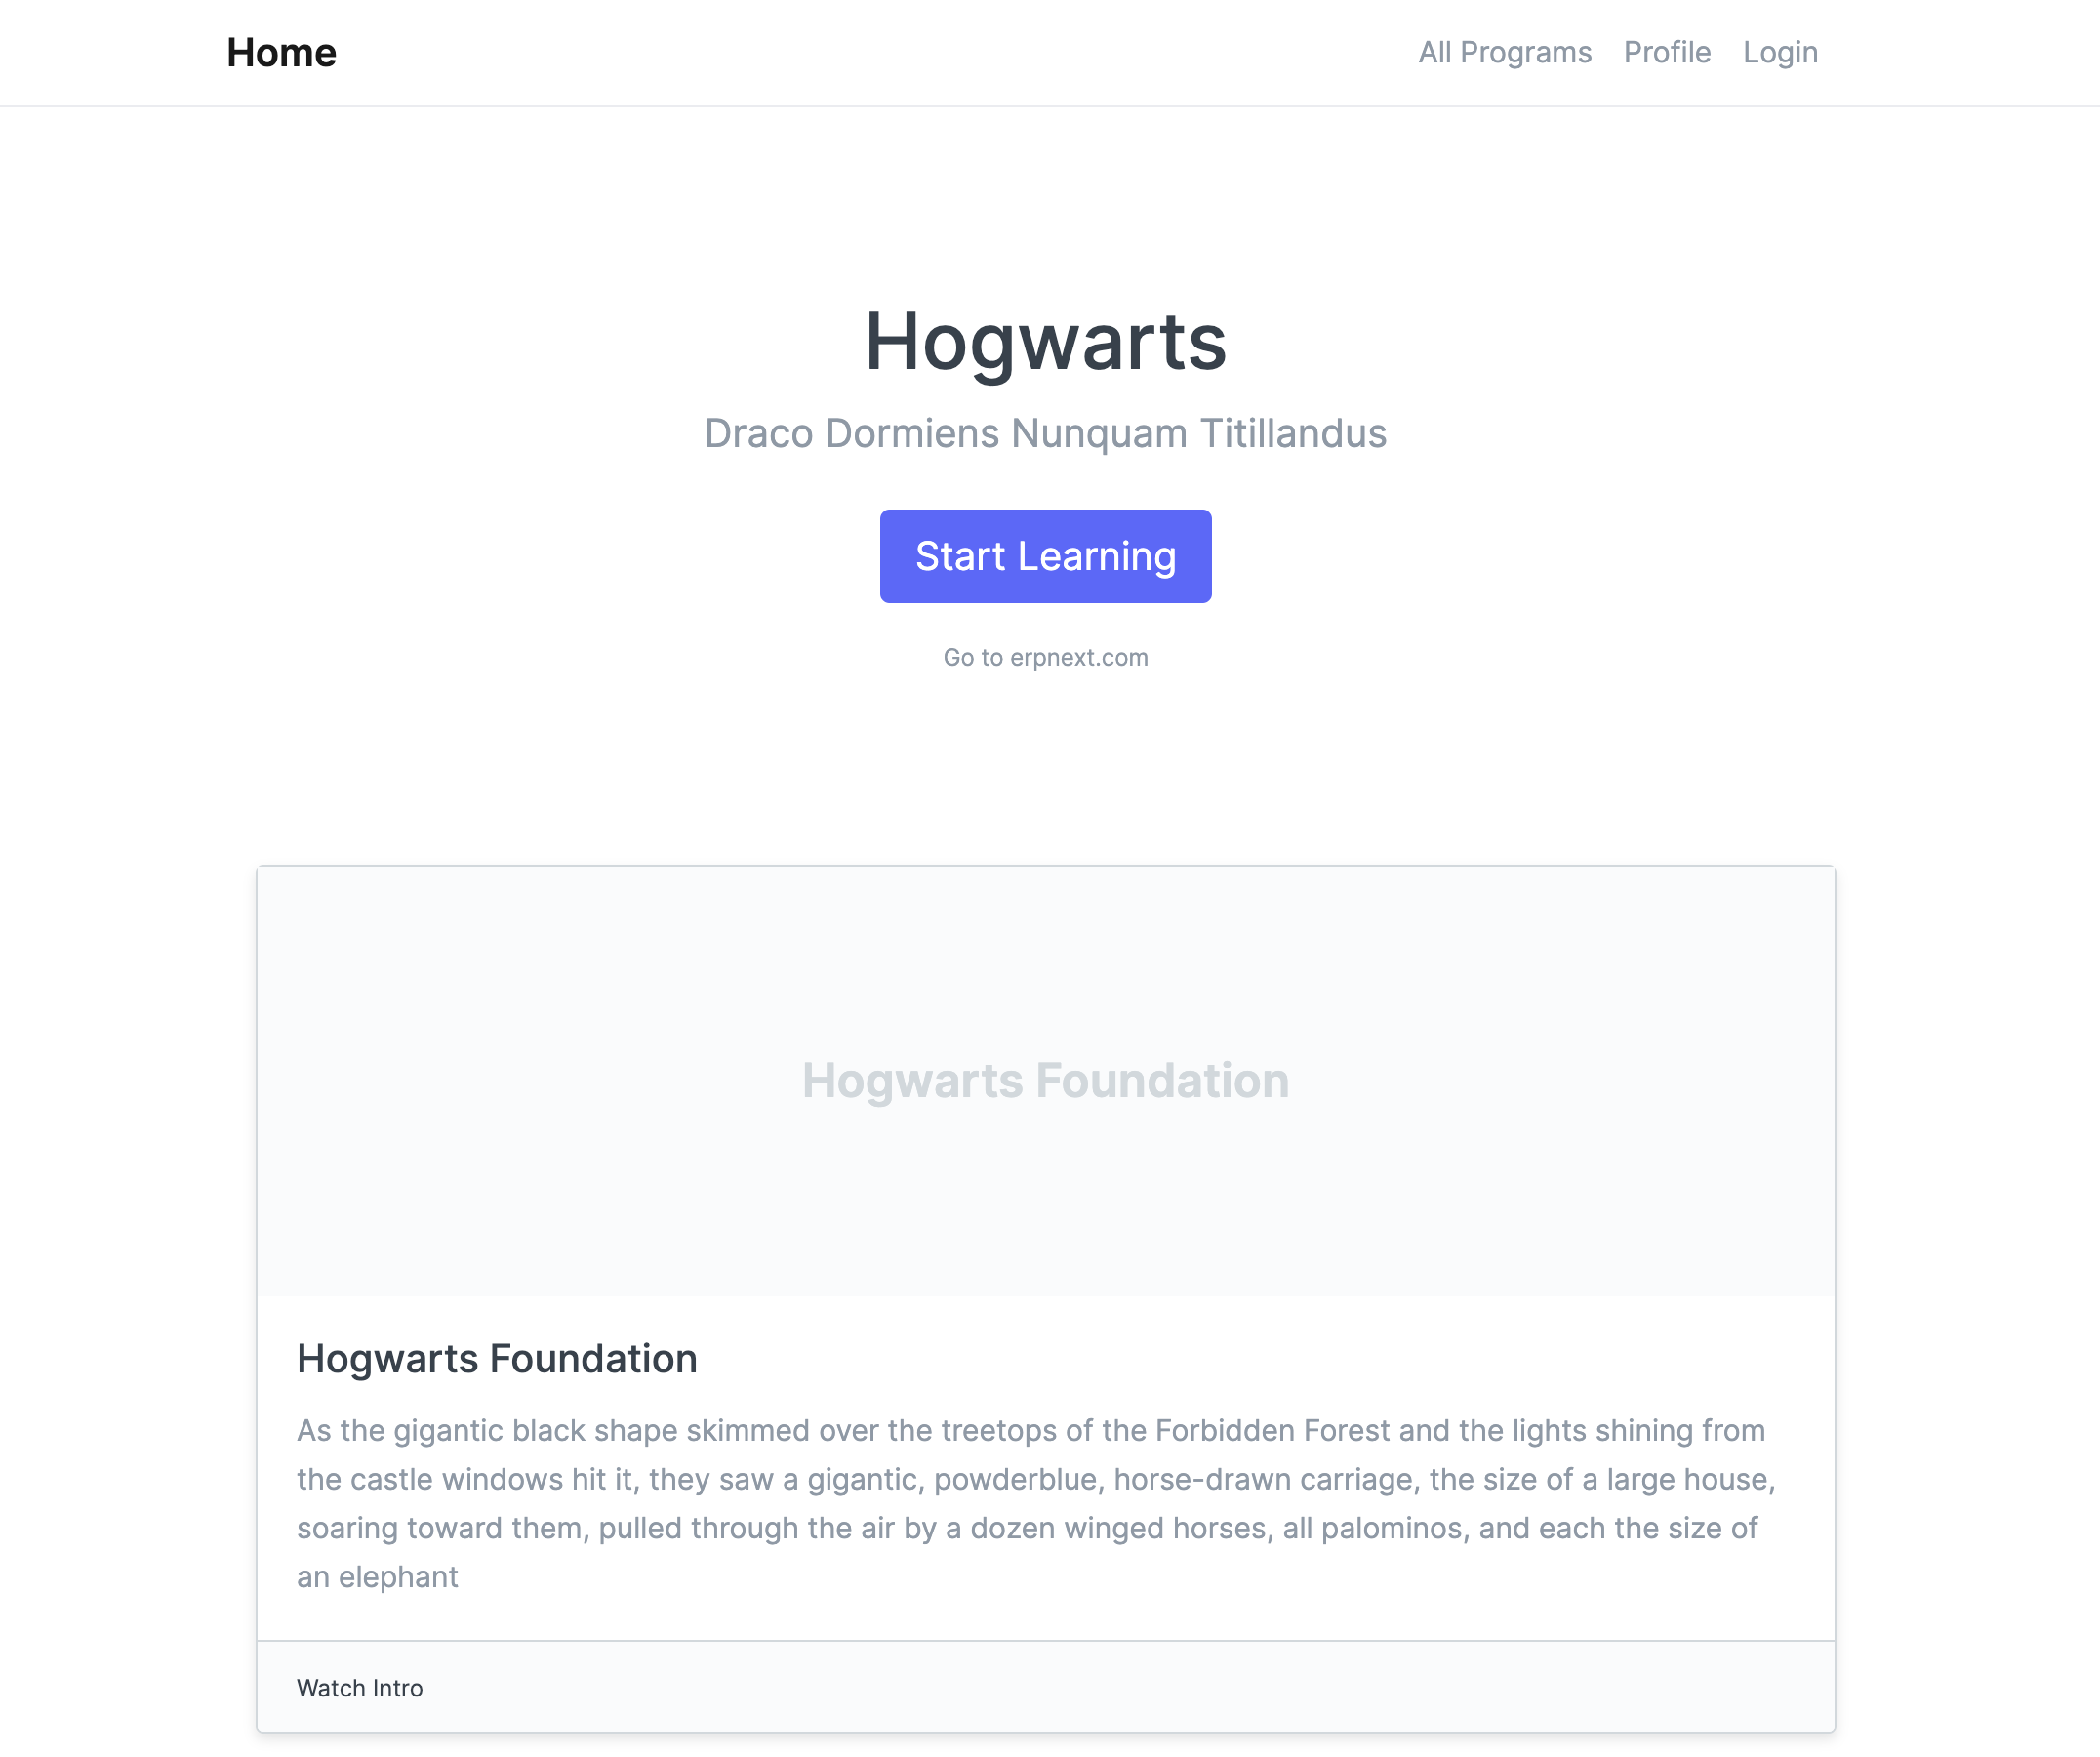 Home
All Programs Profile Login
Hogwarts
Draco Dormiens Nunquam Titillandus
Start Learning
Go to erpnext.com
Hogwarts Foundation
Hogwarts Foundation
As the gigantic black shape skimmed over the treetops of the Forbidden Forest and the lights shining from
the castle windows hit it, they saw a gigantic, powderblue, horse-drawn carriage, the size of a large house,
soaring toward them, pulled through the air by a dozen winged horses, all palominos, and each the size of
an elephant
Watch Intro